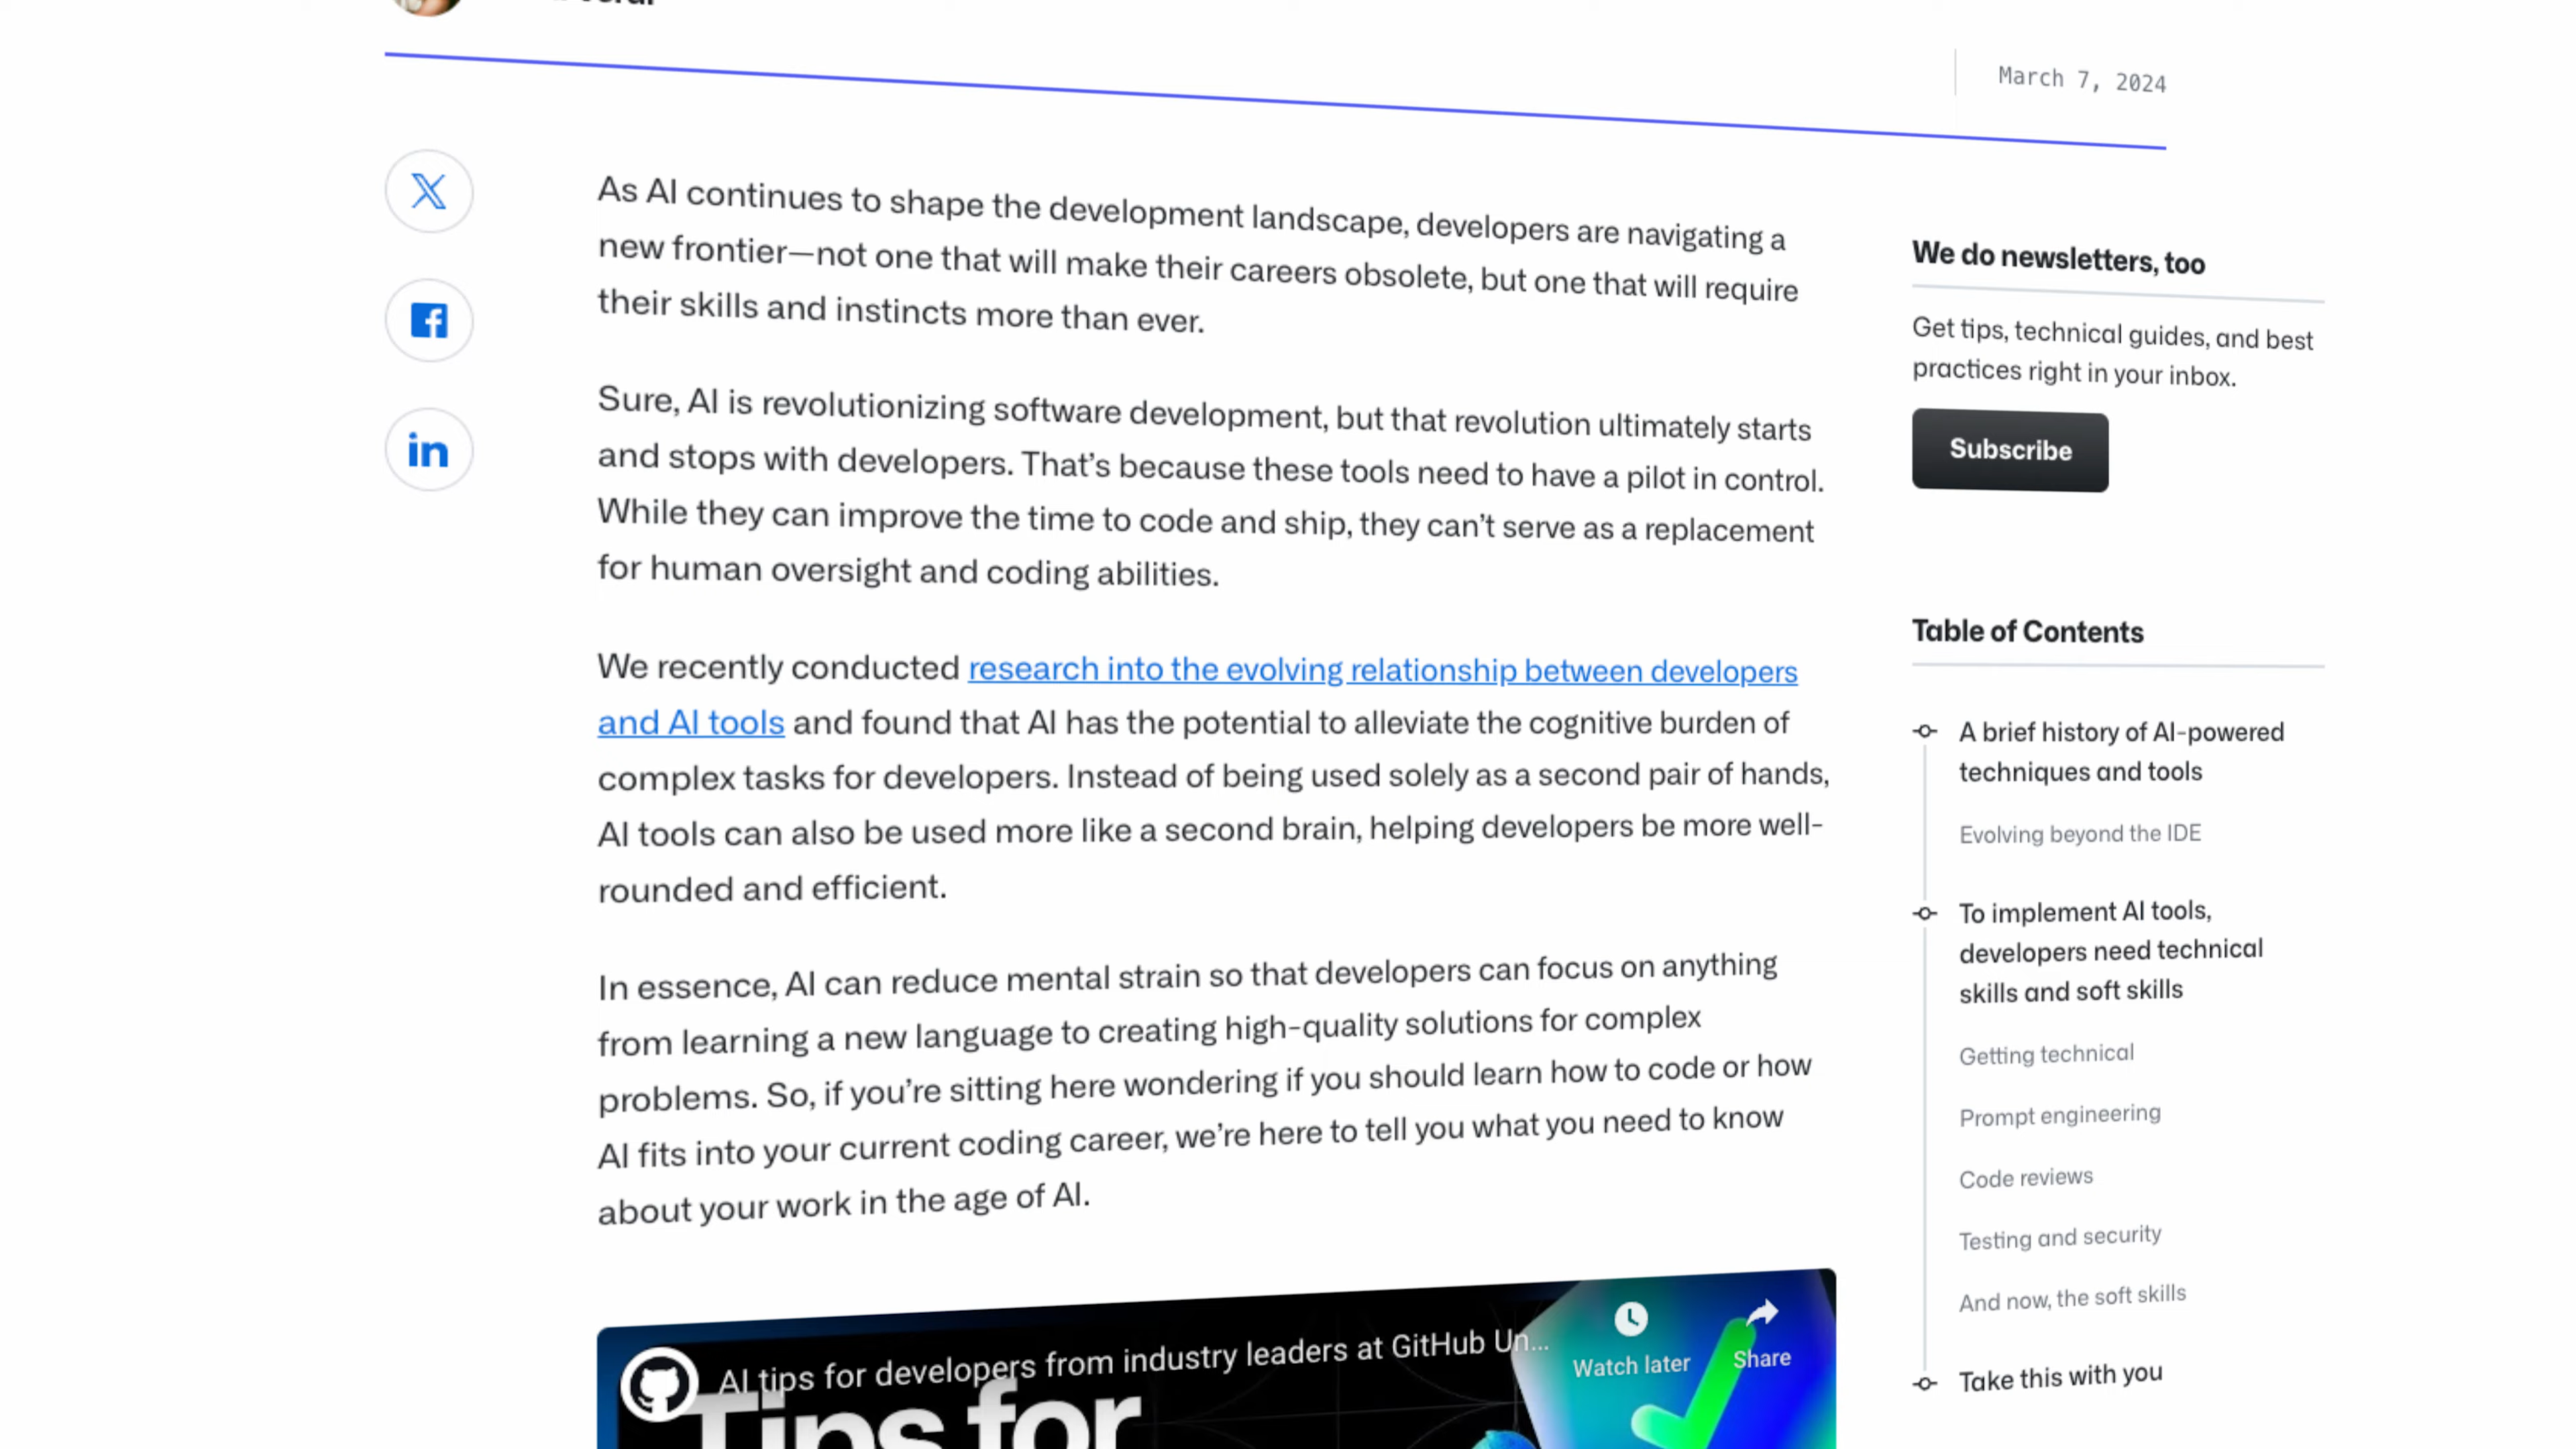 March 7, 2024
As AI continues to shape the development landscape, developers are navigating a
new frontier—not one that will make their careers obsolete, but one that will require
their skills and instincts more than ever.
Sure, AI is revolutionizing software development, but that revolution ultimately starts
and stops with developers. That's because these tools need to have a pilot in control.
While they can improve the time to code and ship, they can't serve as a replacement
for human oversight and coding abilities.
We recently conducted research into the evolving relationship between developers
and AI tools and found that AI has the potential to alleviate the cognitive burden of
complex tasks for developers. Instead of being used solely as a second pair of hands,
AI tools can also be used more like a second brain, helping developers be more well-
rounded and efficient.
In essence, AI can reduce mental strain so that developers can focus on anything
from learning a new language to creating high-quality solutions for complex
problems. So, if you're sitting here wondering if you should learn how to code or how
AI fits into your current coding career, we're here to tell you what you need to know
about your work in the age of AI.
AI tips for developers from industry leaders at GitHub Un...
Watch later
Share
Tips for
We do newsletters, too
Get tips, technical guides, and best
practices right in your inbox.
Subscribe
Table of Contents
A brief history of AI-powered
techniques and tools
Evolving beyond the IDE
To implement AI tools,
developers need technical
skills and soft skills
Getting technical
Prompt engineering
Code reviews
Testing and security
And now, the soft skills
Take this with you